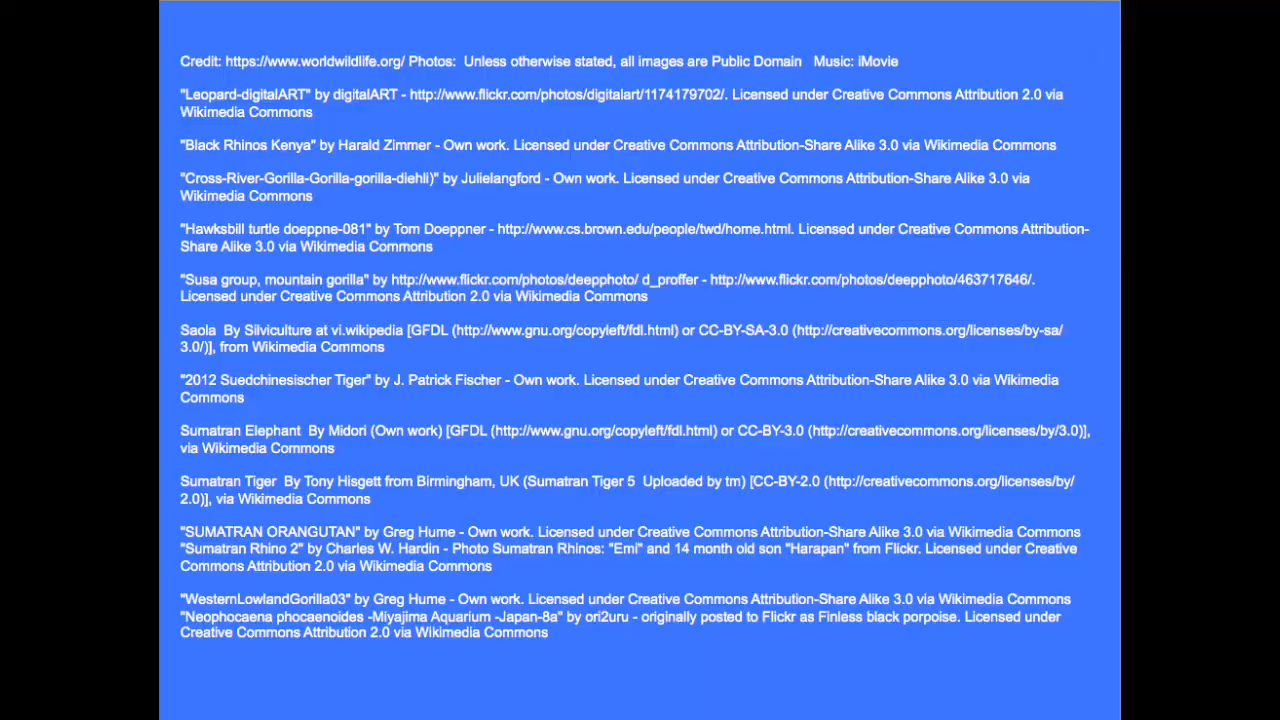 Credit: https://www.worldwildlife.org/ Photos:  Unless otherwise stated, all images are Public Domain   Music: iMovie
"Leopard-digitalART" by digitalART - http://www.flickr.com/photos/digitalart/1174179702/. Licensed under Creative Commons Attribution 2.0 via
Wikimedia Commons
"Black Rhinos Kenya" by Harald Zimmer - Own work. Licensed under Creative Commons Attribution-Share Alike 3.0 via Wikimedia Commons
"Cross-River-Gorilla-Gorilla-gorilla-diehli)" by Julielangford - Own work. Licensed under Creative Commons Attribution-Share Alike 3.0 via
Wikimedia Commons
"Hawksbill turtle doeppne-081" by Tom Doeppner - http://www.cs.brown.edu/people/twd/home.html. Licensed under Creative Commons Attribution-
Share Alike 3.0 via Wikimedia Commons
"Susa group, mountain gorilla" by http://www.flickr.com/photos/deepphoto/ d_proffer - http://www.flickr.com/photos/deepphoto/463717646/.
Licensed under Creative Commons Attribution 2.0 via Wikimedia Commons
Saola  By Silviculture at vi.wikipedia [GFDL (http://www.gnu.org/copyleft/fdl.html) or CC-BY-SA-3.0 (http://creativecommons.org/licenses/by-sa/
3.0/)], from Wikimedia Commons
"2012 Suedchinesischer Tiger" by J. Patrick Fischer - Own work. Licensed under Creative Commons Attribution-Share Alike 3.0 via Wikimedia
Commons
Sumatran Elephant  By Midori (Own work) [GFDL (http://www.gnu.org/copyleft/fdl.html) or CC-BY-3.0 (http://creativecommons.org/licenses/by/3.0)],
via Wikimedia Commons
Sumatran Tiger  By Tony Hisgett from Birmingham, UK (Sumatran Tiger 5  Uploaded by tm) [CC-BY-2.0 (http://creativecommons.org/licenses/by/
2.0)], via Wikimedia Commons
"SUMATRAN ORANGUTAN" by Greg Hume - Own work. Licensed under Creative Commons Attribution-Share Alike 3.0 via Wikimedia Commons
"Sumatran Rhino 2" by Charles W. Hardin - Photo Sumatran Rhinos: "Emi" and 14 month old son "Harapan" from Flickr. Licensed under Creative
Commons Attribution 2.0 via Wikimedia Commons
"WesternLowlandGorilla03" by Greg Hume - Own work. Licensed under Creative Commons Attribution-Share Alike 3.0 via Wikimedia Commons
"Neophocaena phocaenoides -Miyajima Aquarium -Japan-8a" by ori2uru - originally posted to Flickr as Finless black porpoise. Licensed under
Creative Commons Attribution 2.0 via Wikimedia Commons